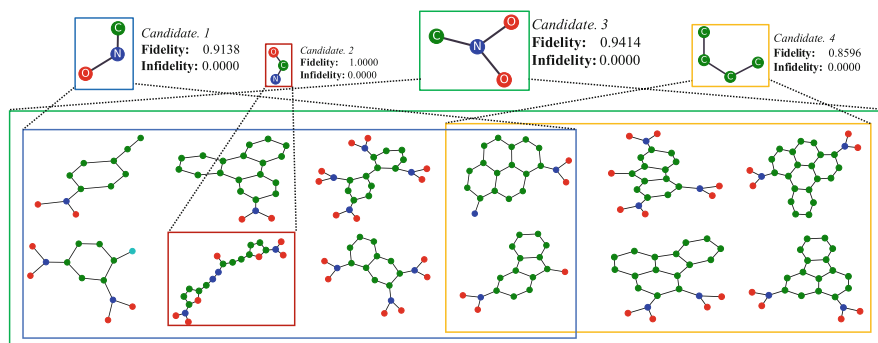 C
N
O
Candidate. 1
Fidelity: 0.9138
Infidelity: 0.0000
O
C
N
Candidate. 2
Fidelity: 1.0000
Infidelity: 0.0000
C
N
O
O
Candidate. 3
Fidelity: 0.9414
Infidelity: 0.0000
C
C
C
C
Candidate. 4
Fidelity: 0.8596
Infidelity: 0.0000